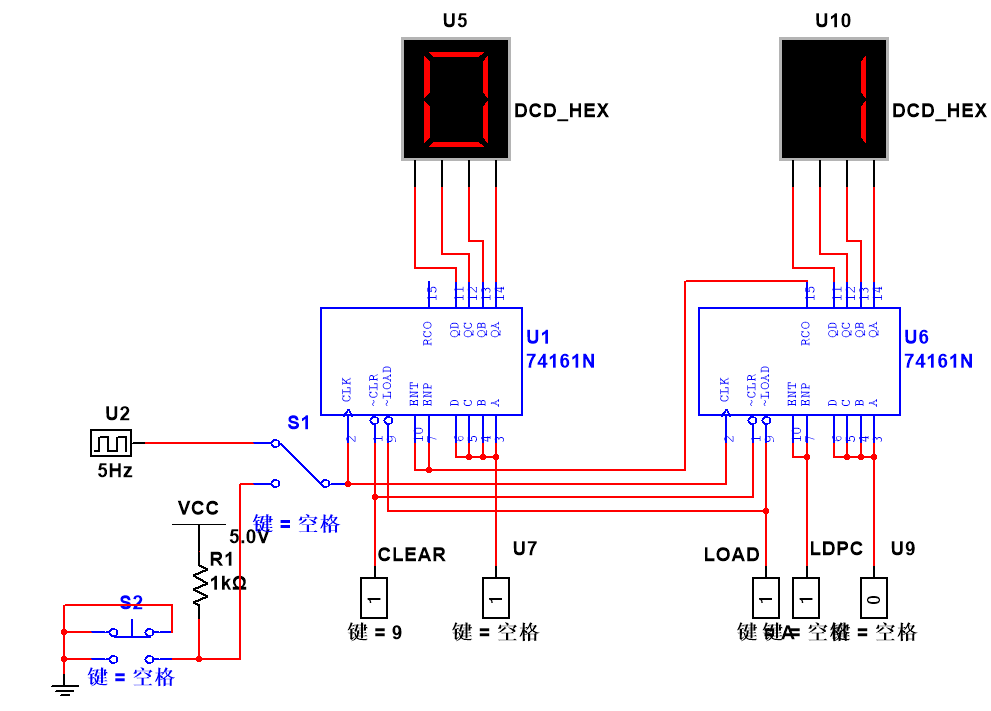 U5
U10
DCD_HEX
DCD_HEX
15 11 12 13 14
15 11 12 13 14
RCO QD QC QB QA
RCO QD QC QB QA
U1
74161N
U6
74161N
CLK ~CLR ~LOAD ENT ENP D C B A
CLK ~CLR ~LOAD ENT ENP D C B A
2 1 9 10 7 6 5 4 3
2 1 9 10 7 6 5 4 3
U2
5Hz
S1
键 = 空格
VCC
5.0V
R1
1kΩ
S2
键 = 空格
CLEAR
1
键 = 9
U7
1
键 = 空格
LOAD
1
键 = A
LDPC
1
键 = 空格
U9
0
键 = 空格